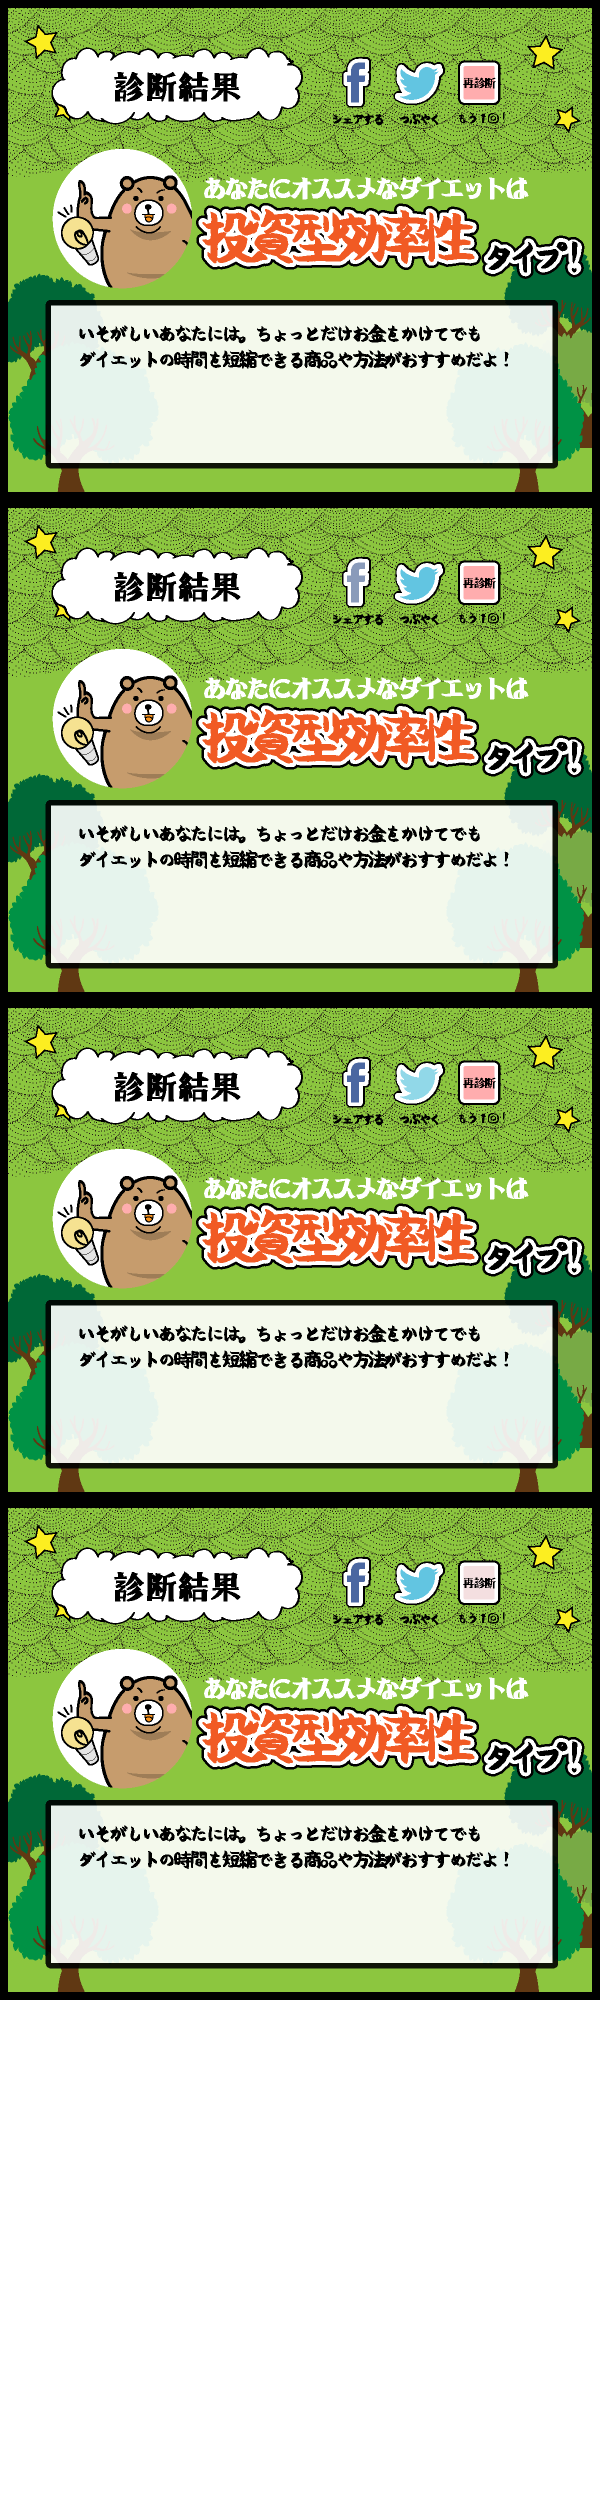 診断結果
再診断
シェアする つぶやく もう1回!
あなたにオススメなダイエットは
投資型効率性
タイプ!
いそがしいあなたには。ちょっとだけお金をかけてでも
ダイエットの時間を短縮できる商品や方法がおすすめだよ!
診断結果
再診断
シェアする つぶやく もう1回!
あなたにオススメなダイエットは
投資型効率性
タイプ!
いそがしいあなたには。ちょっとだけお金をかけてでも
ダイエットの時間を短縮できる商品や方法がおすすめだよ!
診断結果
再診断
シェアする つぶやく もう1回!
あなたにオススメなダイエットは
投資型効率性
タイプ!
いそがしいあなたには。ちょっとだけお金をかけてでも
ダイエットの時間を短縮できる商品や方法がおすすめだよ!
診断結果
再診断
シェアする つぶやく もう1回!
あなたにオススメなダイエットは
投資型効率性
タイプ!
いそがしいあなたには。ちょっとだけお金をかけてでも
ダイエットの時間を短縮できる商品や方法がおすすめだよ!